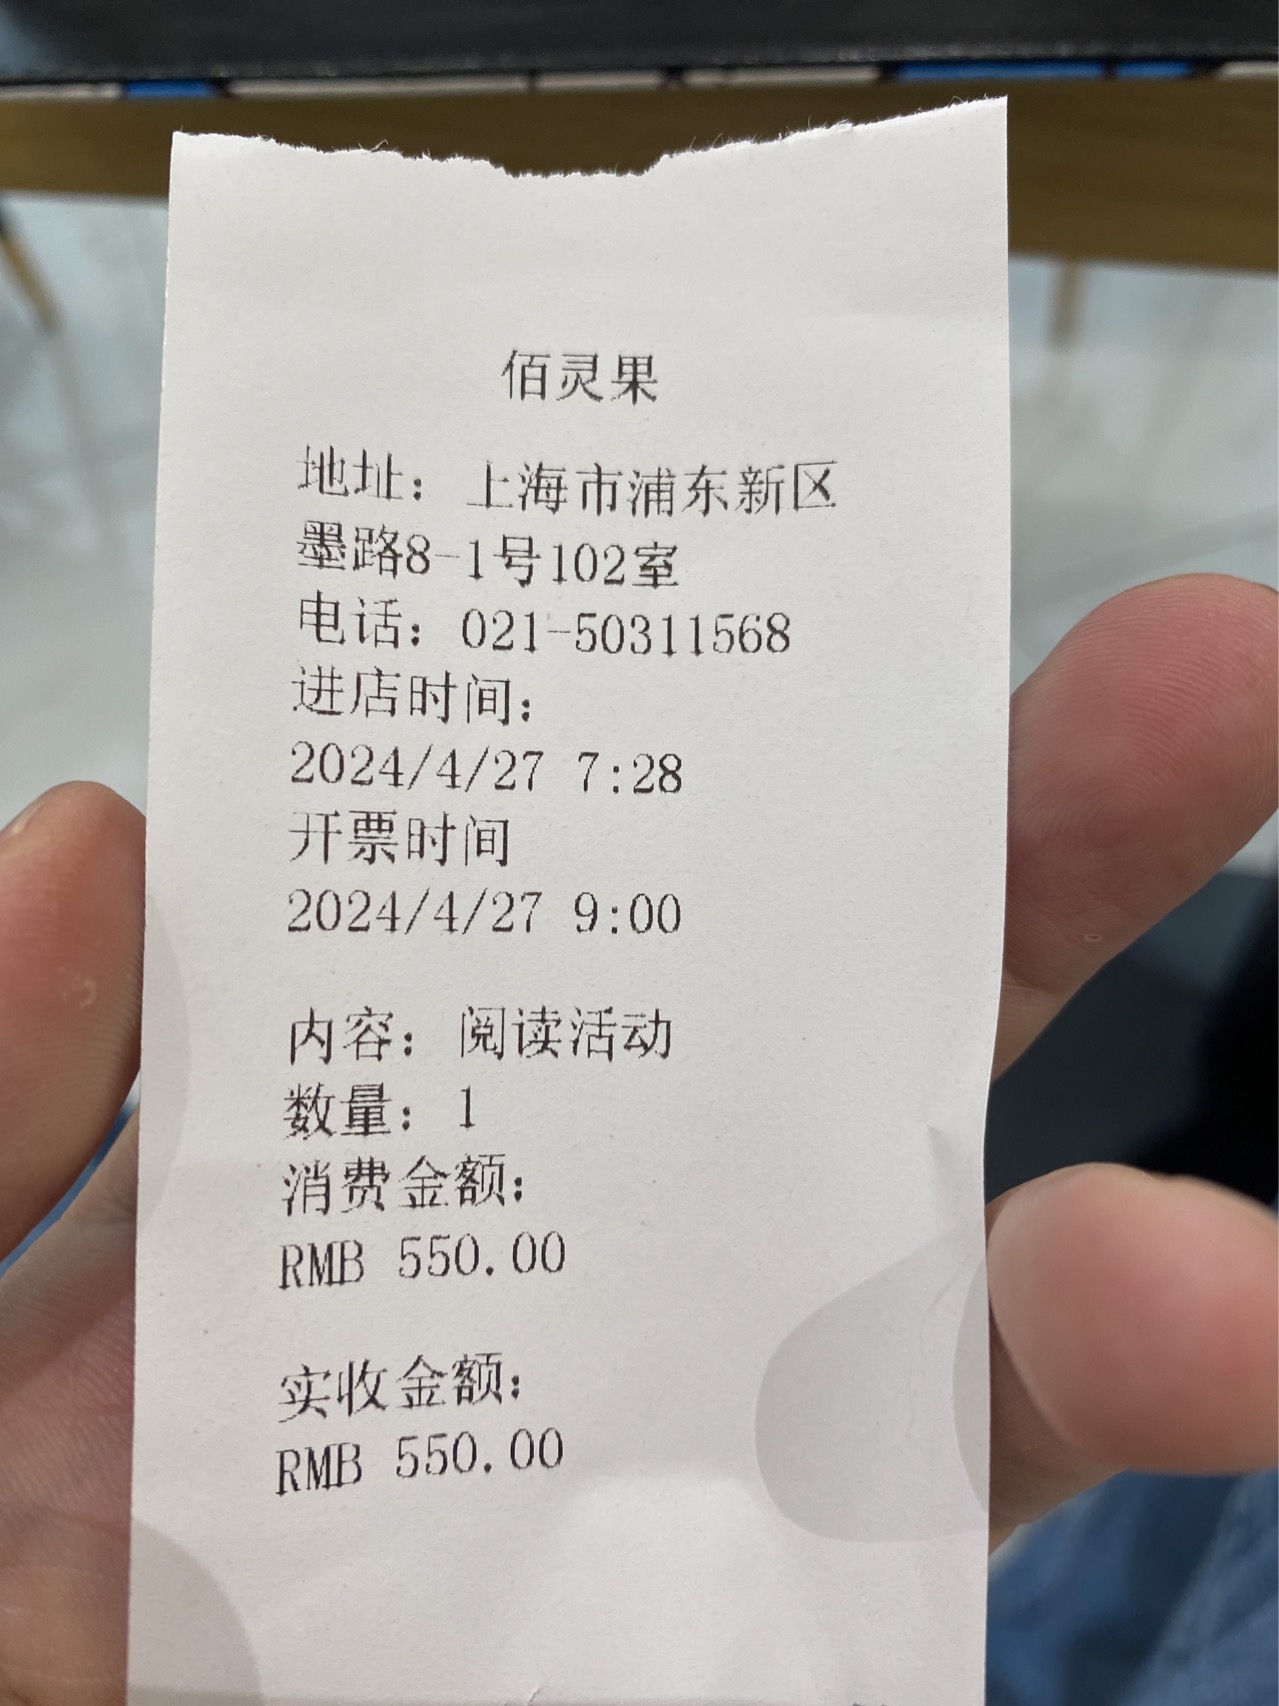 佰灵果
地址：上海市浦东新区
墨路8-1号102室
电话：021-50311568
进店时间：
2024/4/27 7:28
开票时间
2024/4/27 9:00
内容：阅读活动
数量：1
消费金额：
RMB 550.00
实收金额：
RMB 550.00